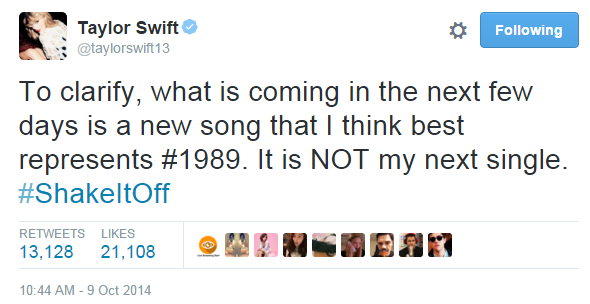 Taylor Swift
@taylorswift13
Following
To clarify, what is coming in the next few
days is a new song that I think best
represents #1989. It is NOT my next single.
#ShakeItOff
RETWEETS LIKES
13,128 21,108
10:44 AM - 9 Oct 2014